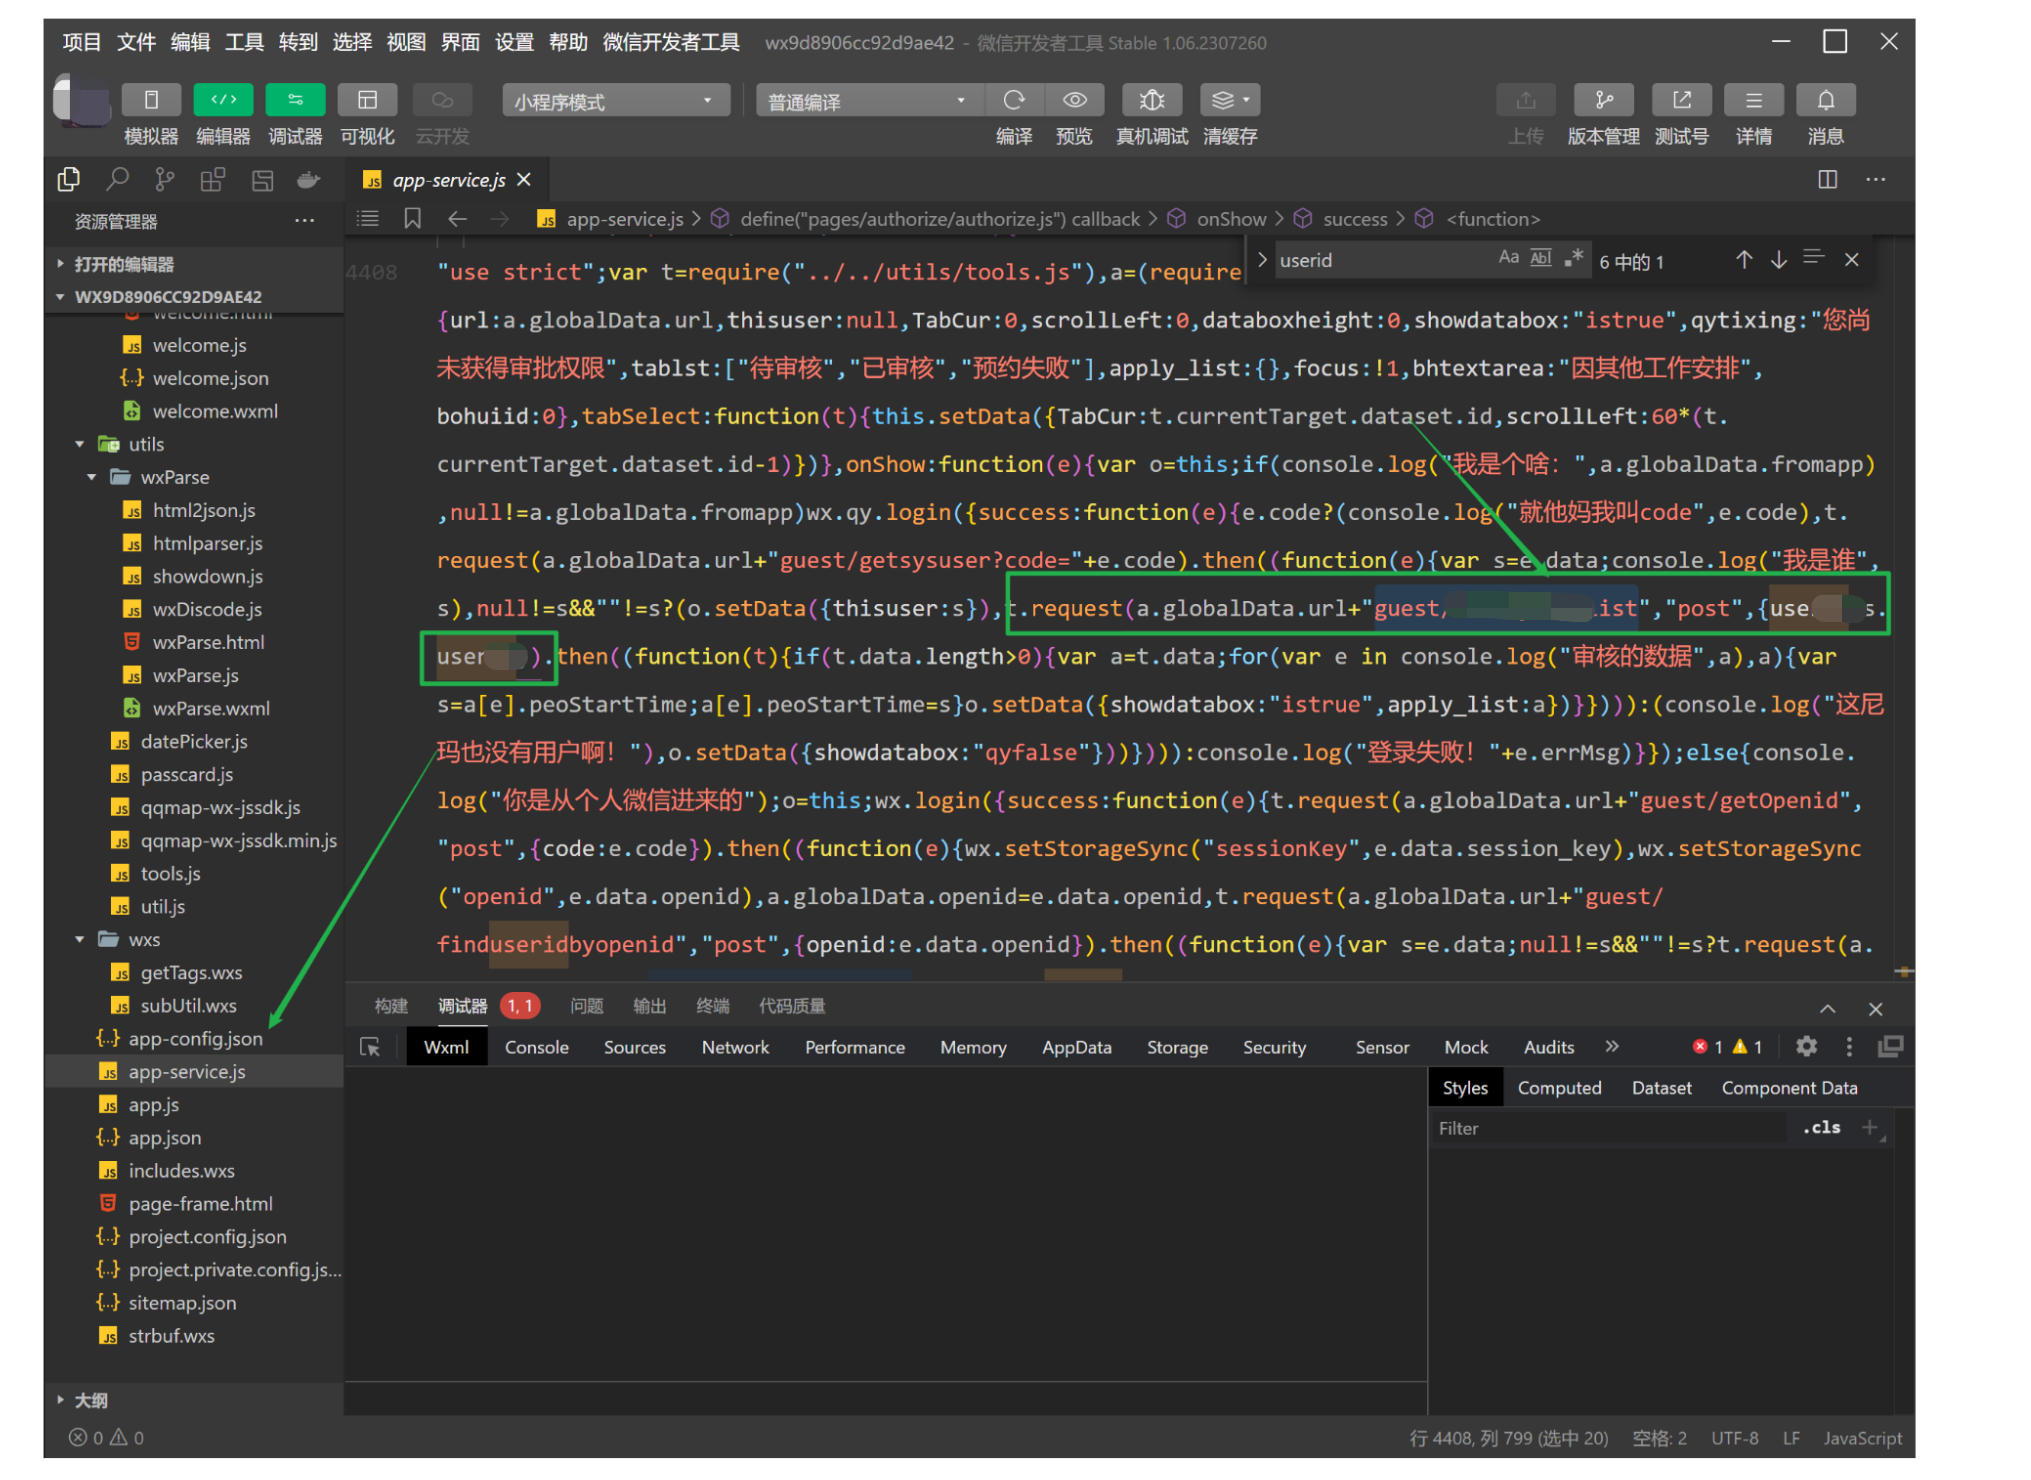 项目 文件 编辑 工具 转到 选择 视图 界面 设置 帮助 微信开发者工具 wx9d8906cc92d9ae42 - 微信开发者工具 Stable 1.06.2307260
小程序模式 普通编译
模拟器 编辑器 调试器 可视化 云开发 编译 预览 真机调试 清缓存 上传 版本管理 测试号 详情 消息
JS app-service.js
资源管理器 ···
JS app-service.js > define("pages/authorize/authorize.js") callback > onShow > success > <function>
> userid Aa Abl .* 6 中的 1
打开的编辑器
WX9D8906CC92D9AE42
welcome.html
JS welcome.js
{..} welcome.json
welcome.wxml
utils
wxParse
JS html2json.js
JS htmlparser.js
JS showdown.js
JS wxDiscode.js
wxParse.html
JS wxParse.js
wxParse.wxml
JS datePicker.js
JS passcard.js
JS qqmap-wx-jssdk.js
JS qqmap-wx-jssdk.min.js
JS tools.js
JS util.js
wxs
JS getTags.wxs
JS subUtil.wxs
{..} app-config.json
JS app-service.js
JS app.js
{..} app.json
JS includes.wxs
page-frame.html
{..} project.config.json
{..} project.private.config.js...
{..} sitemap.json
JS strbuf.wxs
大纲
4408 "use strict";var t=require("../../utils/tools.js"),a=(require
{url:a.globalData.url,thisuser:null,TabCur:0,scrollLeft:0,databoxheight:0,showdatabox:"istrue",qytixing:"您尚
未获得审批权限",tablst:["待审核","已审核","预约失败"],apply_list:{},focus:!1,bhtextarea:"因其他工作安排",
bohuiid:0},tabSelect:function(t){this.setData({TabCur:t.currentTarget.dataset.id,scrollLeft:60*(t.
currentTarget.dataset.id-1)})},onShow:function(e){var o=this;if(console.log("我是个啥: ",a.globalData.fromapp)
,null!=a.globalData.fromapp)wx.qy.login({success:function(e){e.code?(console.log("就他妈我叫code",e.code),t.
request(a.globalData.url+"guest/getsysuser?code="+e.code).then((function(e){var s=e.data;console.log("我是谁",
s),null!=s&&""!=s?(o.setData({thisuser:s}),t.request(a.globalData.url+"guest/ list","post",{use s.
user ).then((function(t){if(t.data.length>0){var a=t.data;for(var e in console.log("审核的数据",a),a){var
s=a[e].peoStartTime;a[e].peoStartTime=s}o.setData({showdatabox:"istrue",apply_list:a})}}))):(console.log("这尼
玛也没有用户啊! "),o.setData({showdatabox:"qyfalse"}))}))):console.log("登录失败! "+e.errMsg)}});else{console.
log("你是从个人微信进来的");o=this;wx.login({success:function(e){t.request(a.globalData.url+"guest/getOpenid",
"post",{code:e.code}).then((function(e){wx.setStorageSync("sessionKey",e.data.session_key),wx.setStorageSync
("openid",e.data.openid),a.globalData.openid=e.data.openid,t.request(a.globalData.url+"guest/
finduseridbyopenid","post",{openid:e.data.openid}).then((function(e){var s=e.data;null!=s&&""!=s?t.request(a.
构建 调试器 1, 1 问题 输出 终端 代码质量
Wxml Console Sources Network Performance Memory AppData Storage Security Sensor Mock Audits » 1 1
Styles Computed Dataset Component Data
Filter .cls +
0 0 行 4408, 列 799 (选中 20) 空格: 2 UTF-8 LF JavaScript